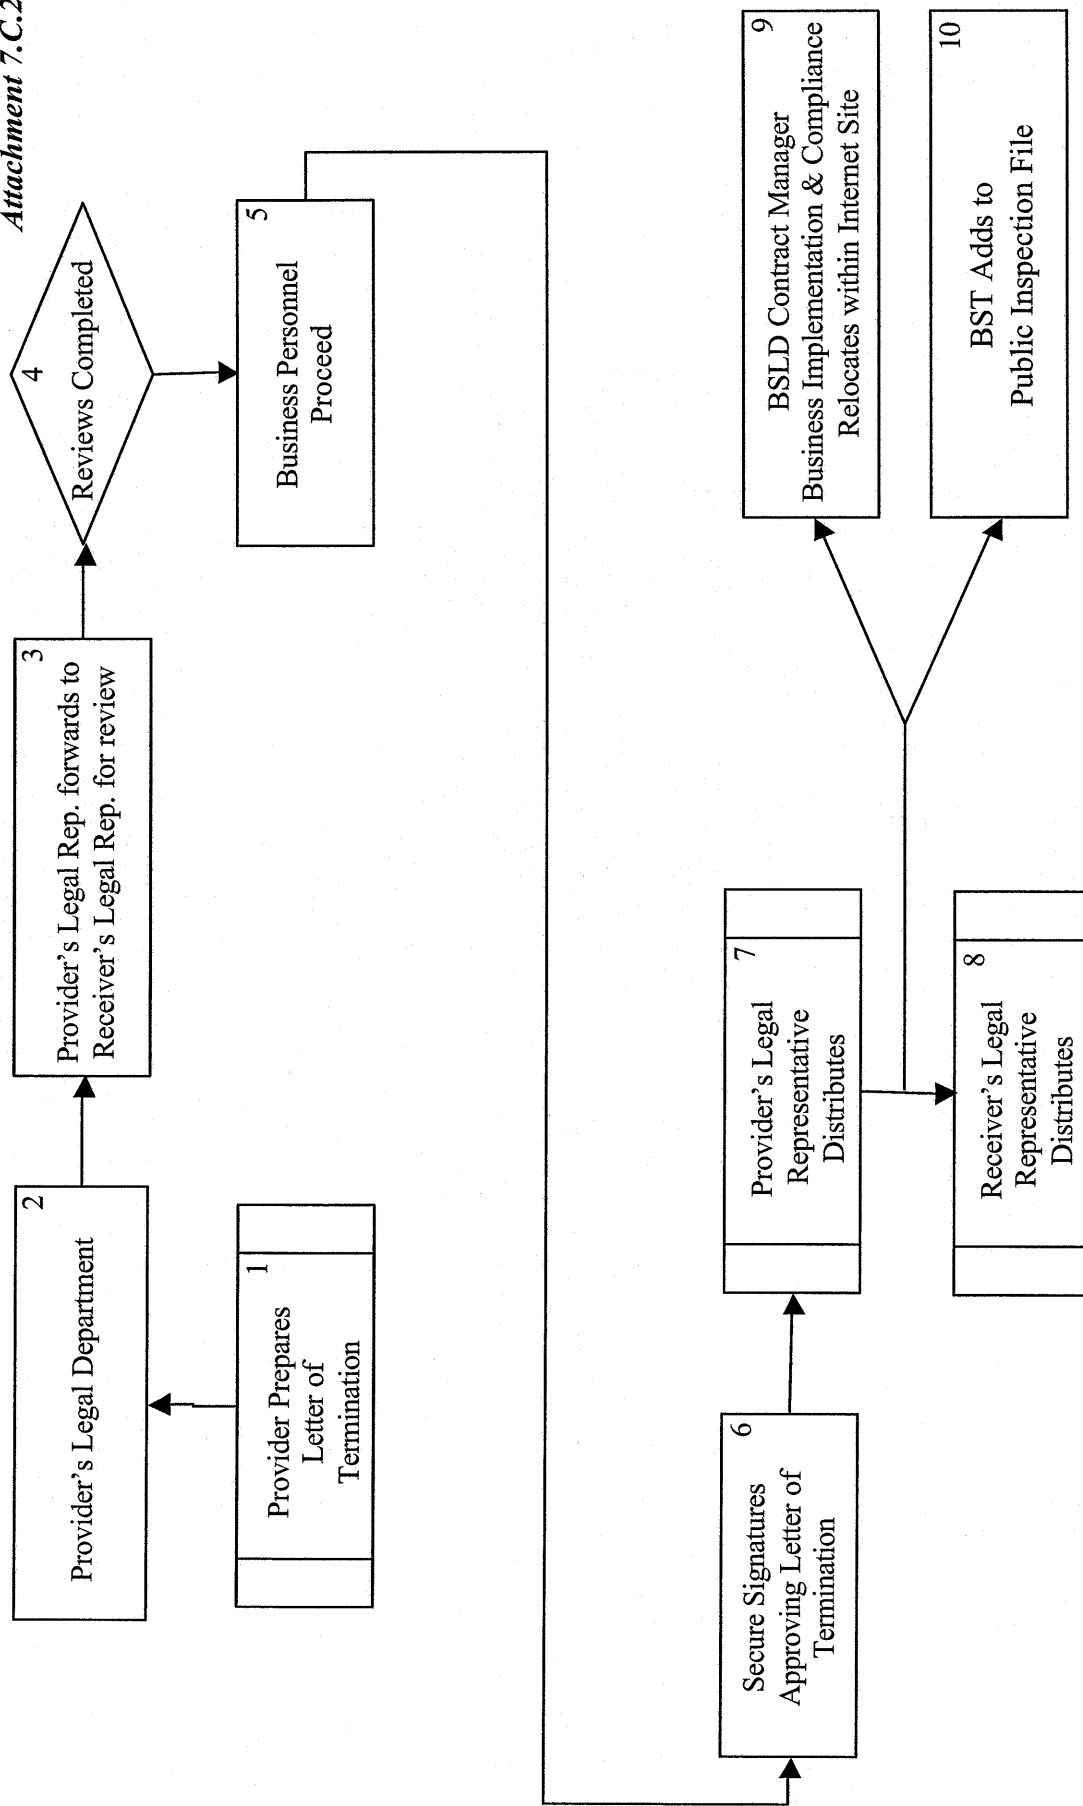 Attachment 7.C.2
1
Provider Prepares
Letter of
Termination
2
Provider's Legal Department
3
Provider's Legal Rep. forwards to
Receiver's Legal Rep. for review
4
Reviews Completed
5
Business Personnel
Proceed
6
Secure Signatures
Approving Letter of
Termination
7
Provider's Legal
Representative
Distributes
8
Receiver's Legal
Representative
Distributes
9
BSLD Contract Manager
Business Implementation & Compliance
Relocates within Internet Site
10
BST Adds to
Public Inspection File